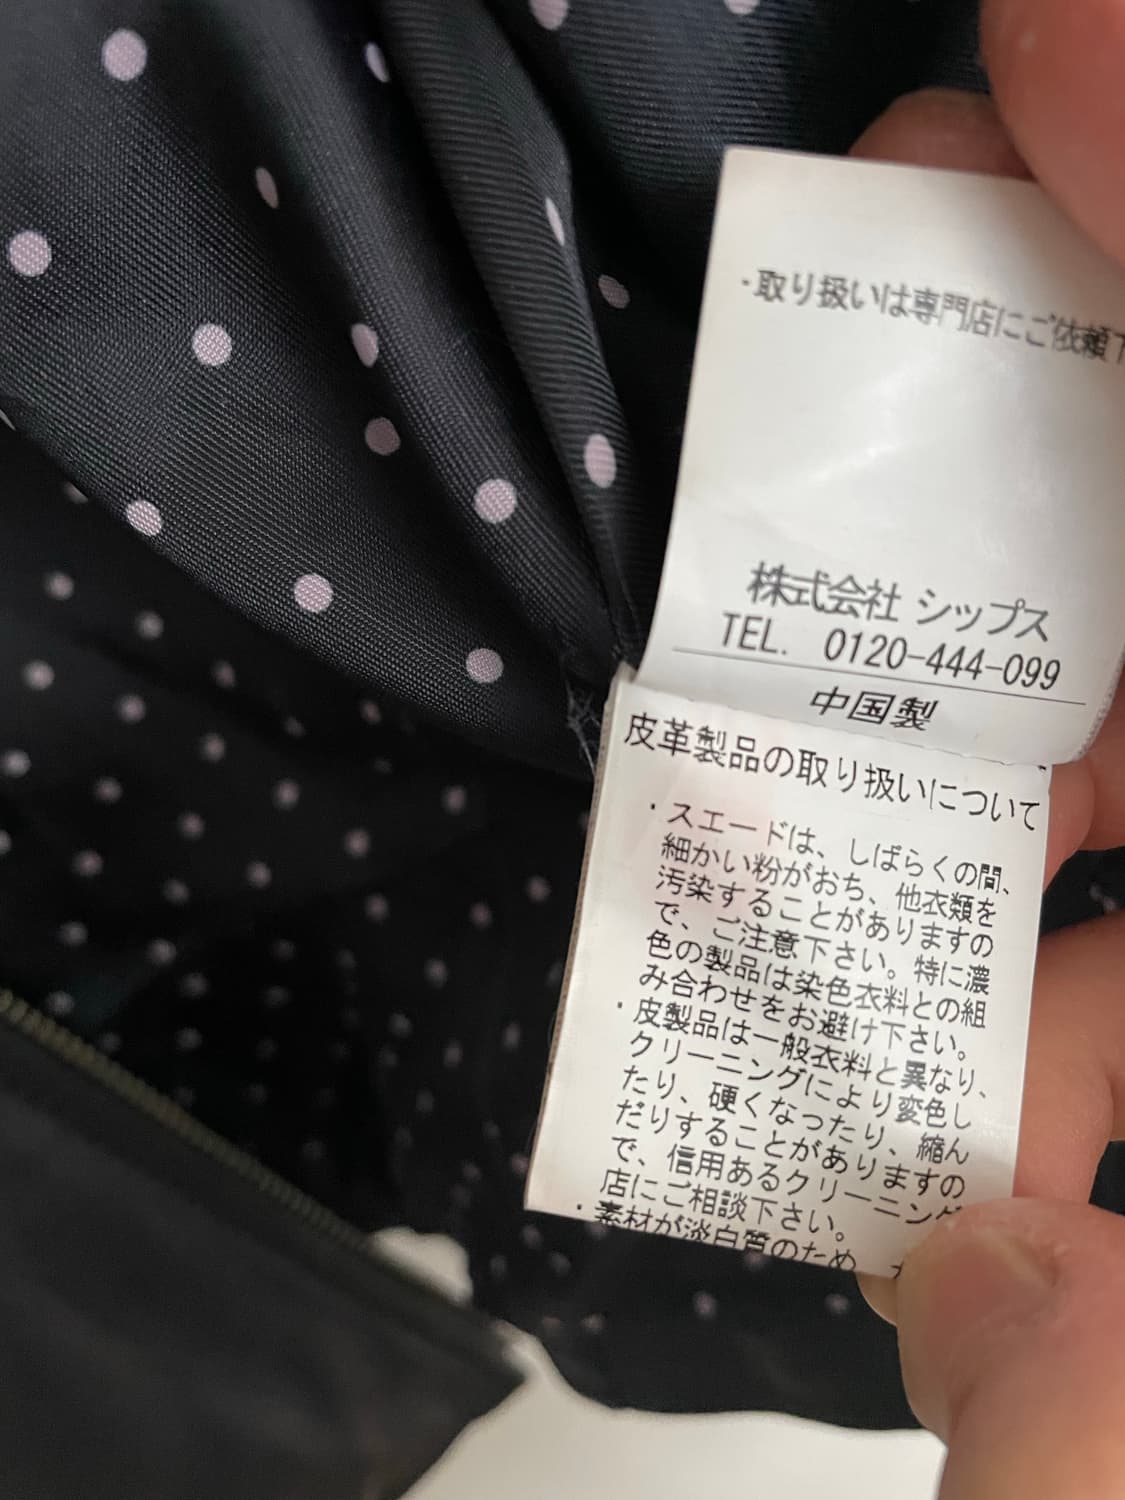 ・取り扱いは専門店にご依頼下
株式会社 シップス
TEL. 0120-444-099
中国製
皮革製品の取り扱いについて
・スエードは、しばらくの間、
細かい粉がおち、他衣類を
汚染することがありますの
で、ご注意下さい。特に濃
色の製品は染色衣料との組
み合わせをお避け下さい。
・皮製品は一般衣料と異なり、
クリーニングにより変色し
たり、硬くなったり、縮ん
だりすることがありますの
で、信用あるクリーニング
店にご相談下さい。
・素材が淡白質のため、